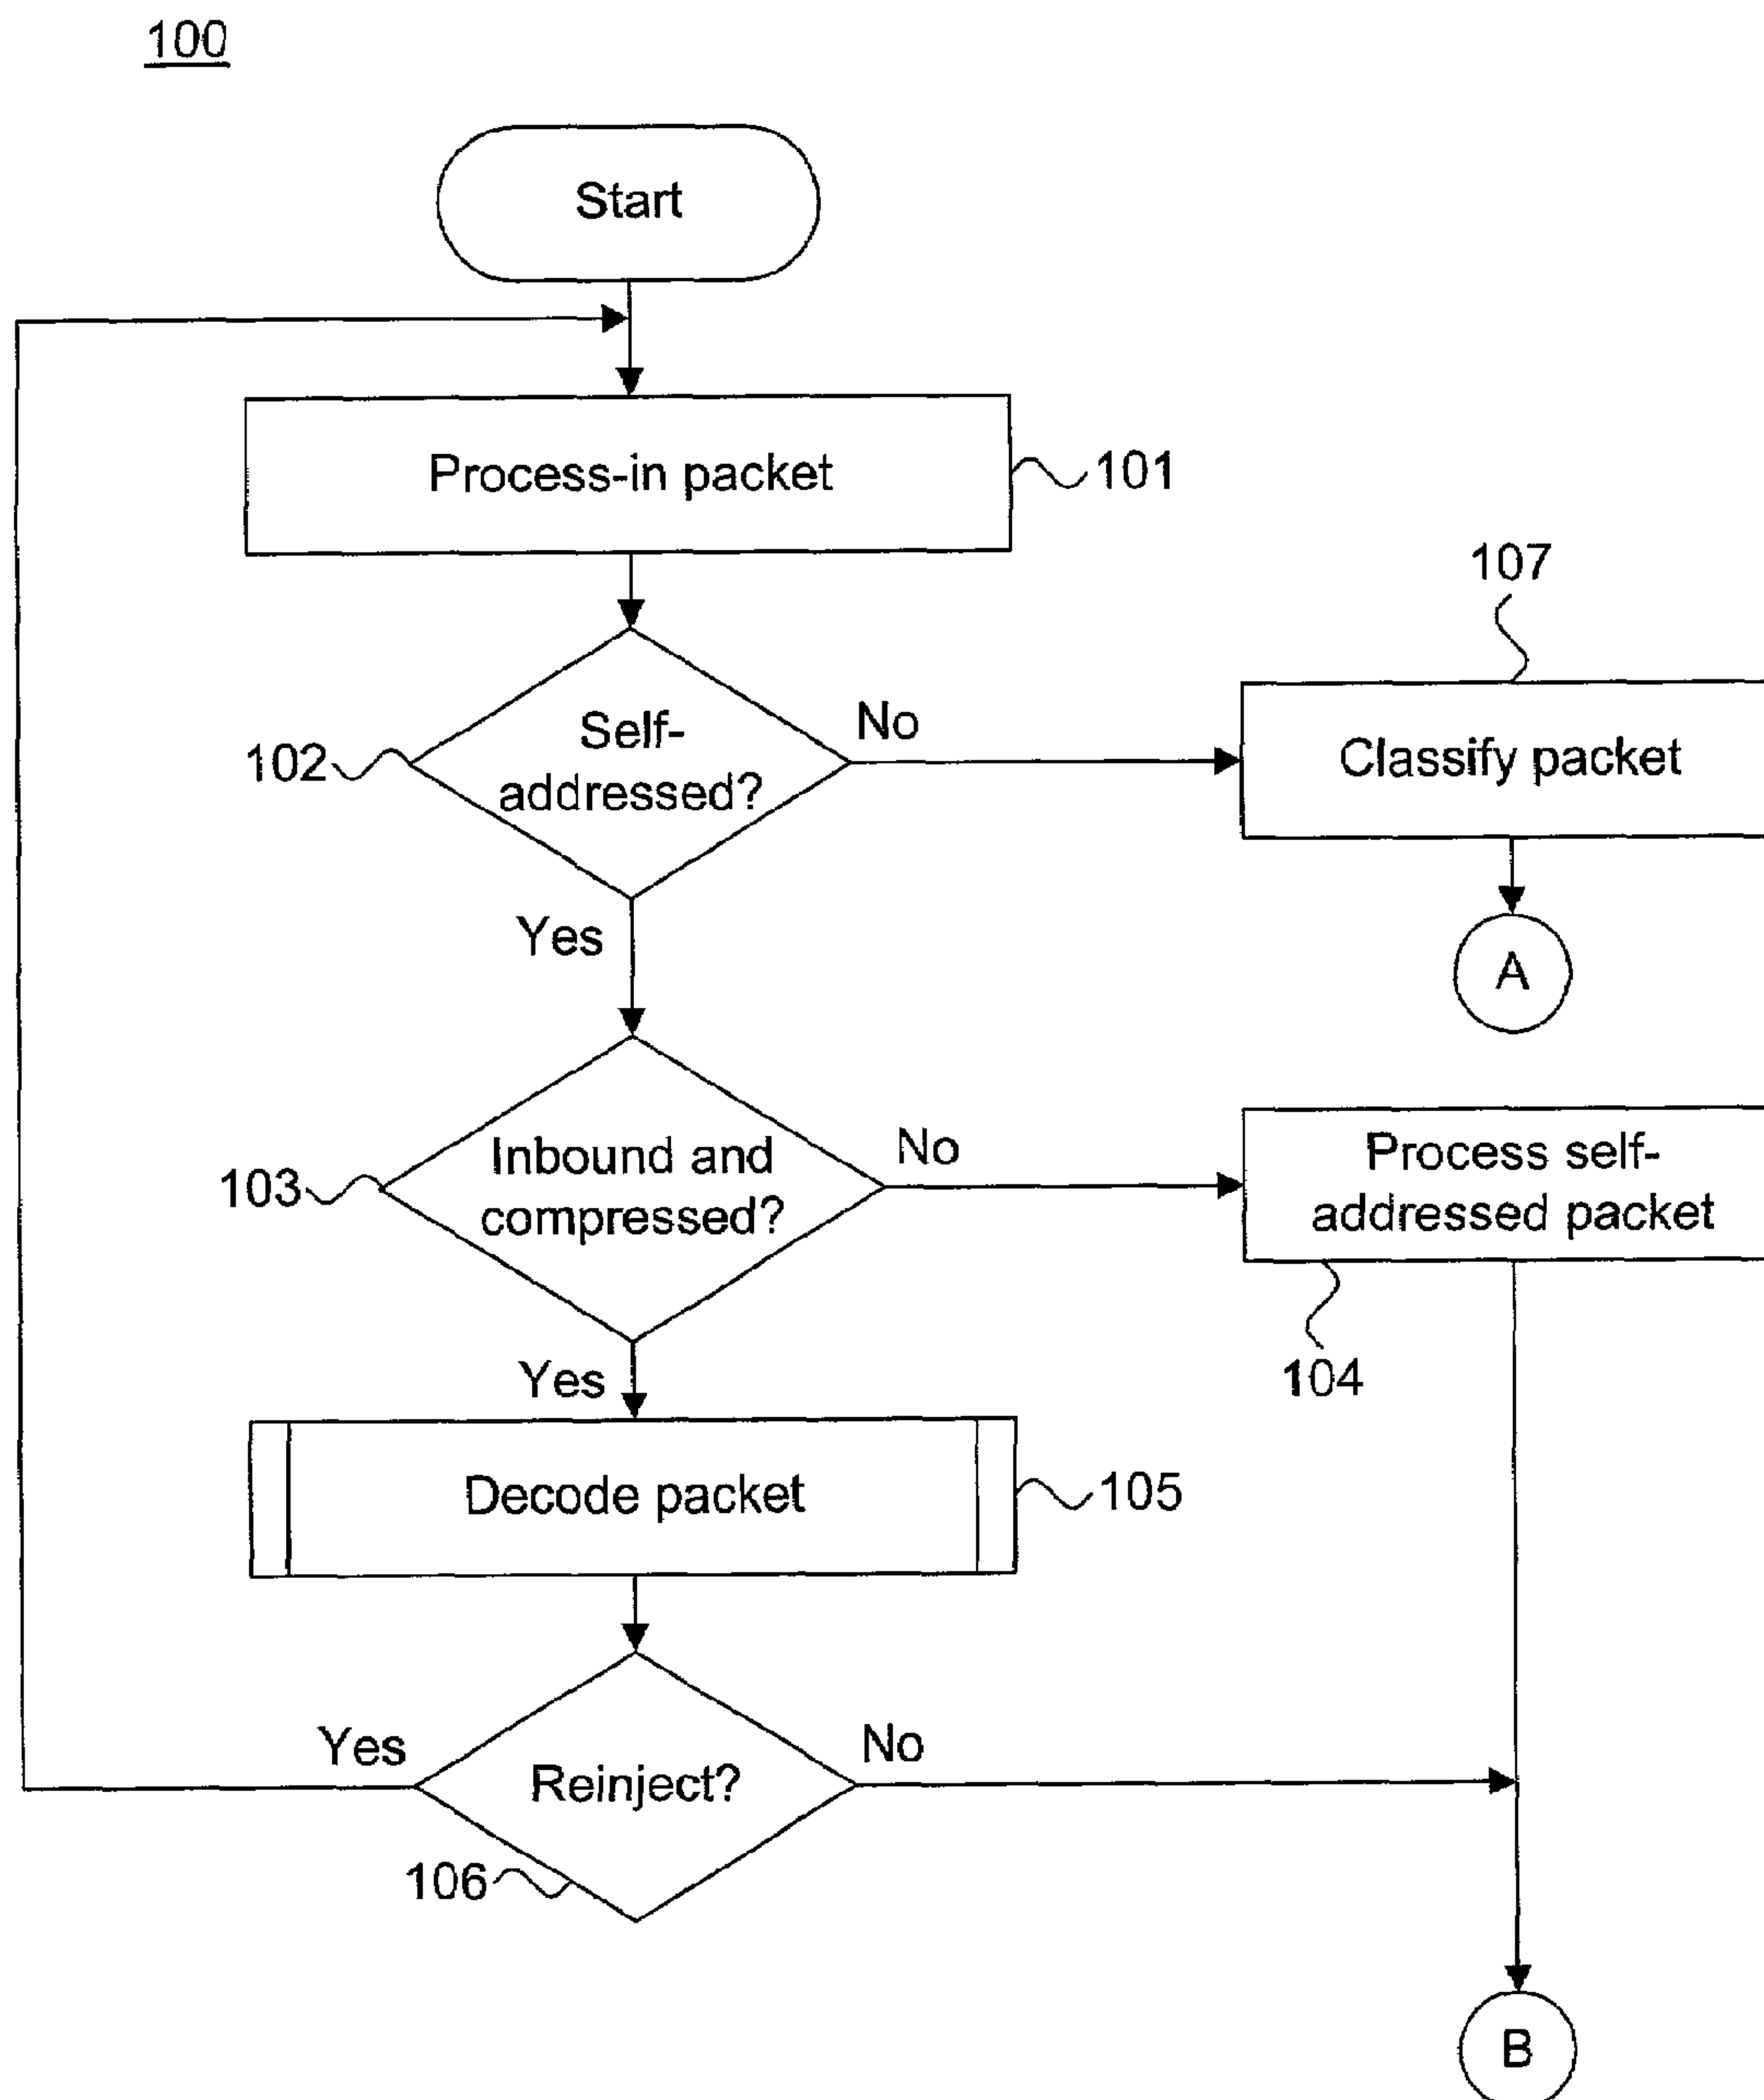 100
Start
Process-in packet
101
107
102
Self-
addressed?
No
Classify packet
Yes
A
103
Inbound and
compressed?
No
Process self-
addressed packet
104
Yes
Decode packet
105
Yes
Reinject?
No
106
B